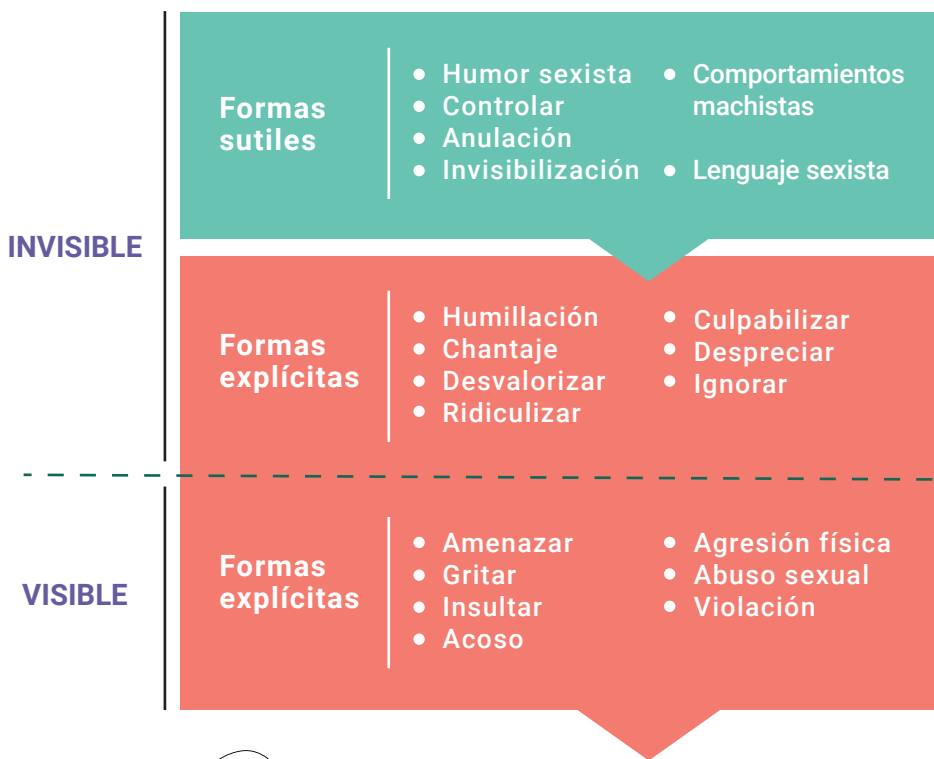 INVISIBLE
Formas
sutiles
Humor sexista
Controlar
Anulación
Invisibilización
Comportamientos
machistas
Lenguaje sexista
Formas
explícitas
Humillación
Chantaje
Desvalorizar
Ridiculizar
Culpabilizar
Despreciar
Ignorar
VISIBLE
Formas
explícitas
Amenazar
Gritar
Insultar
Acoso
Agresión física
Abuso sexual
Violación